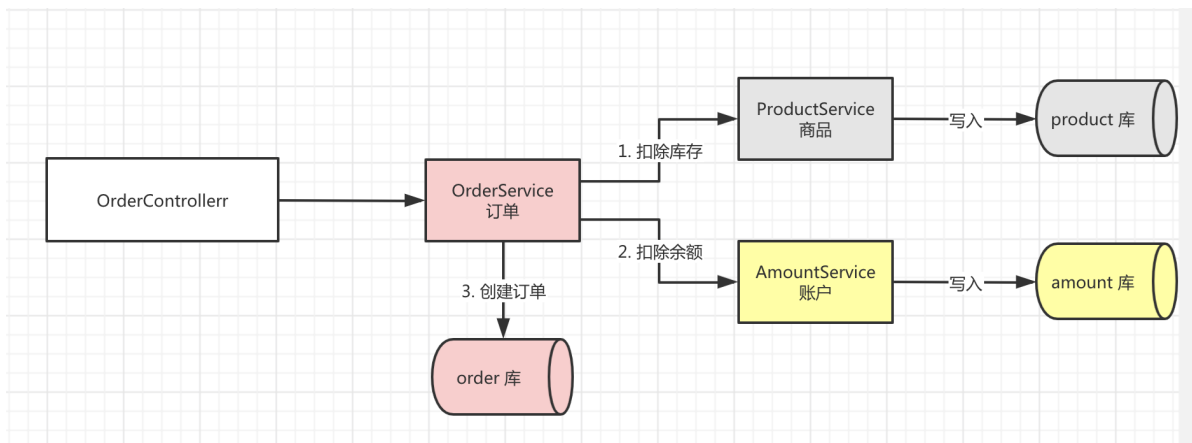 OrderControllerr
OrderService
订单
1. 扣除库存
ProductService
商品
写入
product 库
2. 扣除余额
AmountService
账户
写入
amount 库
3. 创建订单
order 库